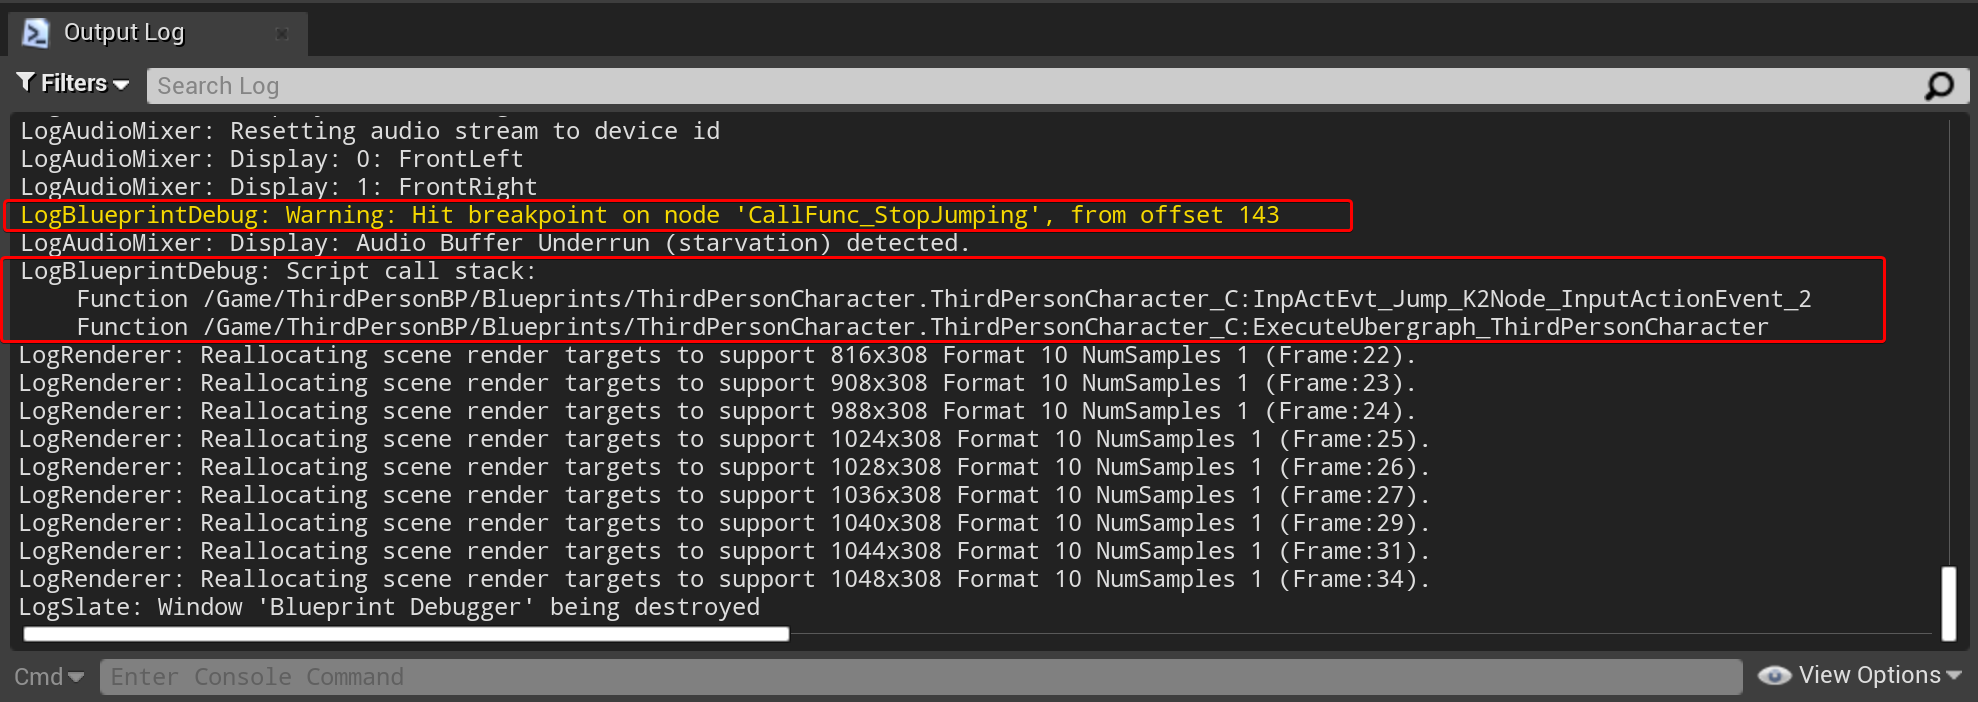 Output Log
Filters
Search Log
LogAudioMixer: Resetting audio stream to device id
LogAudioMixer: Display: 0: FrontLeft
LogAudioMixer: Display: 1: FrontRight
LogBlueprintDebug: Warning: Hit breakpoint on node 'CallFunc_StopJumping', from offset 143
LogAudioMixer: Display: Audio Buffer Underrun (starvation) detected.
LogBlueprintDebug: Script call stack:
Function /Game/ThirdPersonBP/Blueprints/ThirdPersonCharacter.ThirdPersonCharacter_C:InpActEvt_Jump_K2Node_InputActionEvent_2
Function /Game/ThirdPersonBP/Blueprints/ThirdPersonCharacter.ThirdPersonCharacter_C:ExecuteUbergraph_ThirdPersonCharacter
LogRenderer: Reallocating scene render targets to support 816x308 Format 10 NumSamples 1 (Frame:22).
LogRenderer: Reallocating scene render targets to support 908x308 Format 10 NumSamples 1 (Frame:23).
LogRenderer: Reallocating scene render targets to support 988x308 Format 10 NumSamples 1 (Frame:24).
LogRenderer: Reallocating scene render targets to support 1024x308 Format 10 NumSamples 1 (Frame:25).
LogRenderer: Reallocating scene render targets to support 1028x308 Format 10 NumSamples 1 (Frame:26).
LogRenderer: Reallocating scene render targets to support 1036x308 Format 10 NumSamples 1 (Frame:27).
LogRenderer: Reallocating scene render targets to support 1040x308 Format 10 NumSamples 1 (Frame:29).
LogRenderer: Reallocating scene render targets to support 1044x308 Format 10 NumSamples 1 (Frame:31).
LogRenderer: Reallocating scene render targets to support 1048x308 Format 10 NumSamples 1 (Frame:34).
LogSlate: Window 'Blueprint Debugger' being destroyed
Cmd
Enter Console Command
View Options